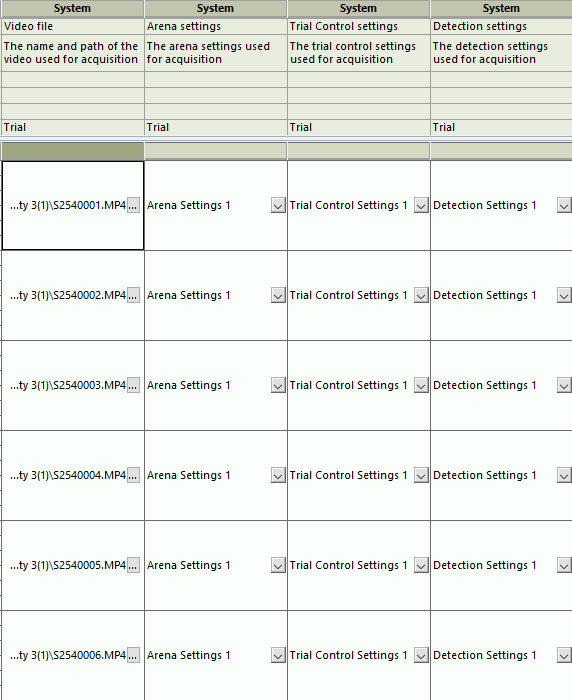 System System System System
Video file Arena settings Trial Control settings Detection settings
The name and path of the The arena settings used The trial control settings The detection settings
video used for acquisition for acquisition used for acquisition used for acquisition
Trial Trial Trial Trial
...ty 3(1)\S2540001.MP4 ... Arena Settings 1 Trial Control Settings 1 Detection Settings 1
...ty 3(1)\S2540002.MP4 ... Arena Settings 1 Trial Control Settings 1 Detection Settings 1
...ty 3(1)\S2540003.MP4 ... Arena Settings 1 Trial Control Settings 1 Detection Settings 1
...ty 3(1)\S2540004.MP4 ... Arena Settings 1 Trial Control Settings 1 Detection Settings 1
...ty 3(1)\S2540005.MP4 ... Arena Settings 1 Trial Control Settings 1 Detection Settings 1
...ty 3(1)\S2540006.MP4 ... Arena Settings 1 Trial Control Settings 1 Detection Settings 1